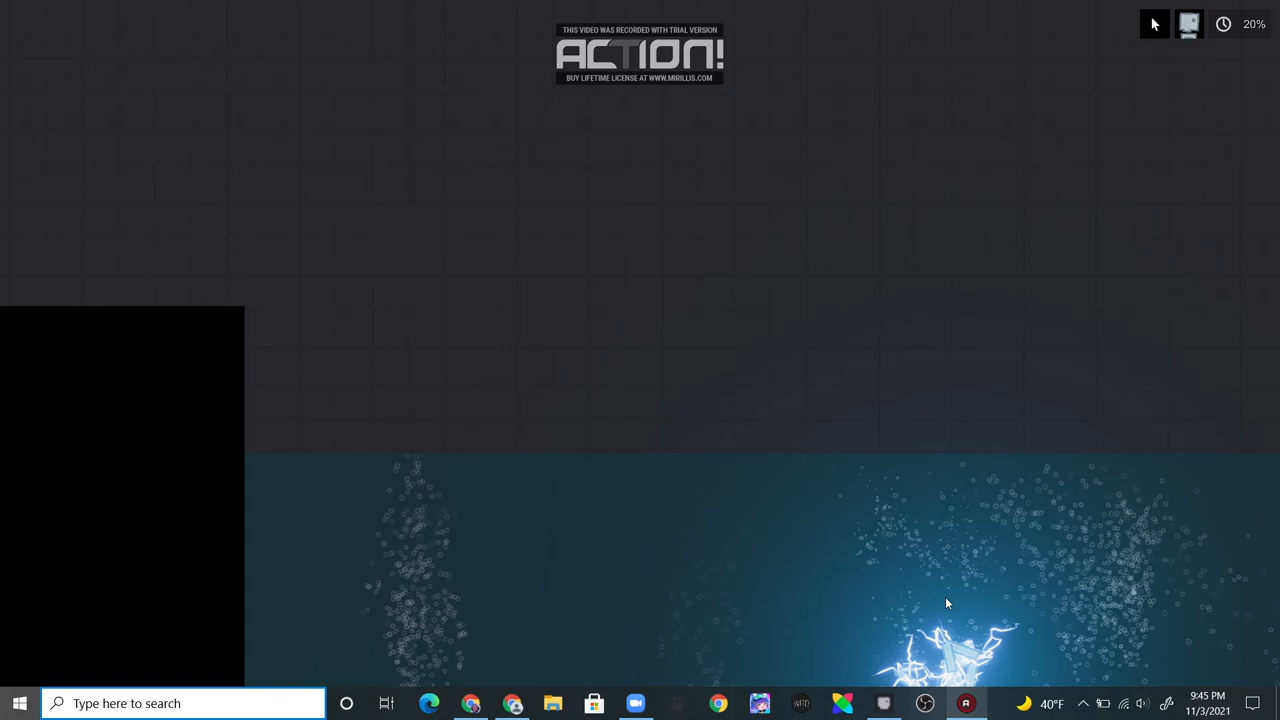 THIS VIDEO WAS RECORDED WITH TRIAL VERSION
ACTION!
BUY LIFETIME LICENSE AT WWW.MIRILLIS.COM
20%
Type here to search
40°F
9:45 PM
11/3/2021